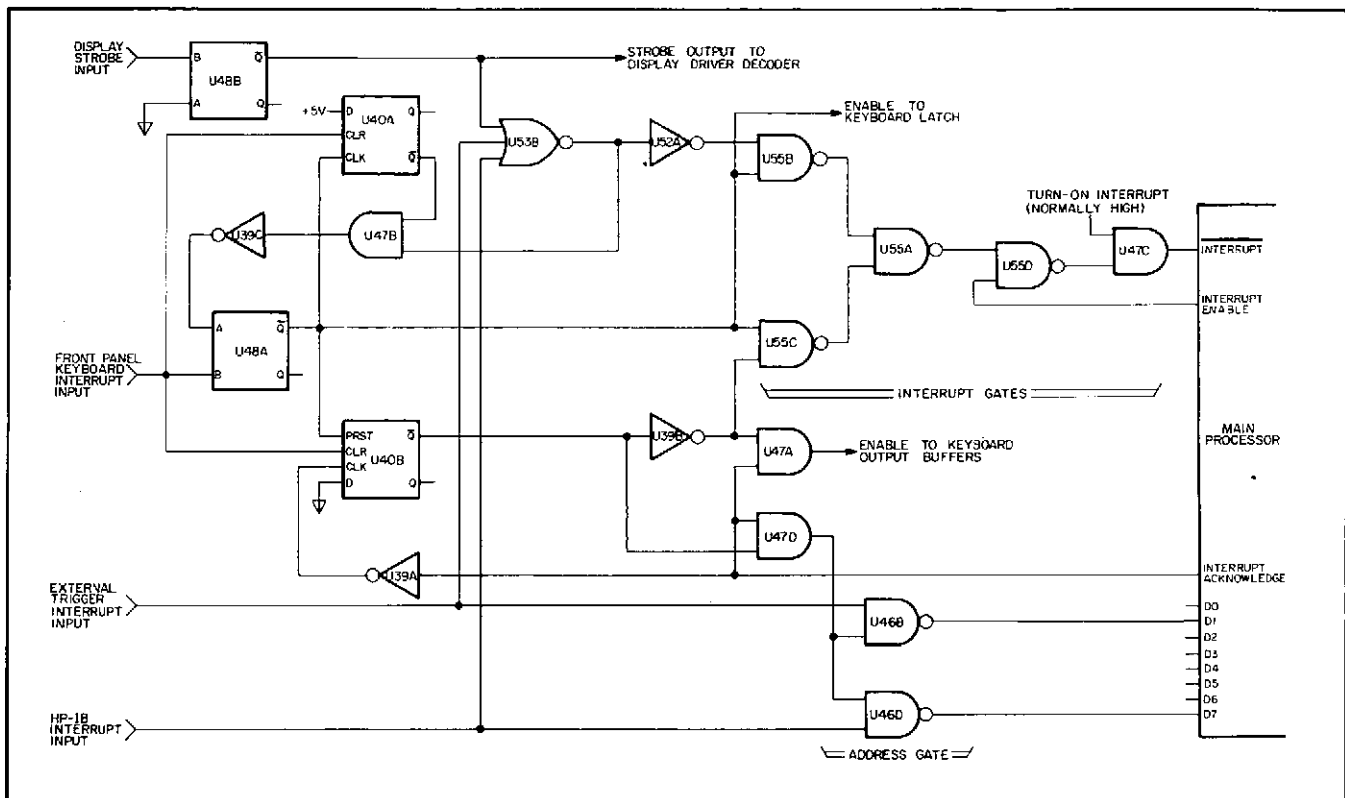 DISPLAY
STROBE
INPUT
B
Q̅
U48B
A
Q
STROBE OUTPUT TO
DISPLAY DRIVER DECODER
+5V
D
Q
U40A
CLR
CLK
Q̅
U53B
U52A
ENABLE TO
KEYBOARD LATCH
U55B
U39C
U47B
TURN-ON INTERRUPT
(NORMALLY HIGH)
U55A
U55D
U47C
INTERRUPT
INTERRUPT
ENABLE
FRONT PANEL
KEYBOARD
INTERRUPT
INPUT
A
Q̅
U48A
B
Q
U55C
INTERRUPT GATES
PRST
Q̅
CLR
U40B
CLK
D
Q
U39B
U47A
ENABLE TO KEYBOARD
OUTPUT BUFFERS
MAIN
PROCESSOR
U47D
U39A
INTERRUPT
ACKNOWLEDGE
EXTERNAL
TRIGGER
INTERRUPT
INPUT
U46B
D0
D1
D2
D3
D4
D5
D6
D7
HP-IB
INTERRUPT
INPUT
U46D
ADDRESS GATE